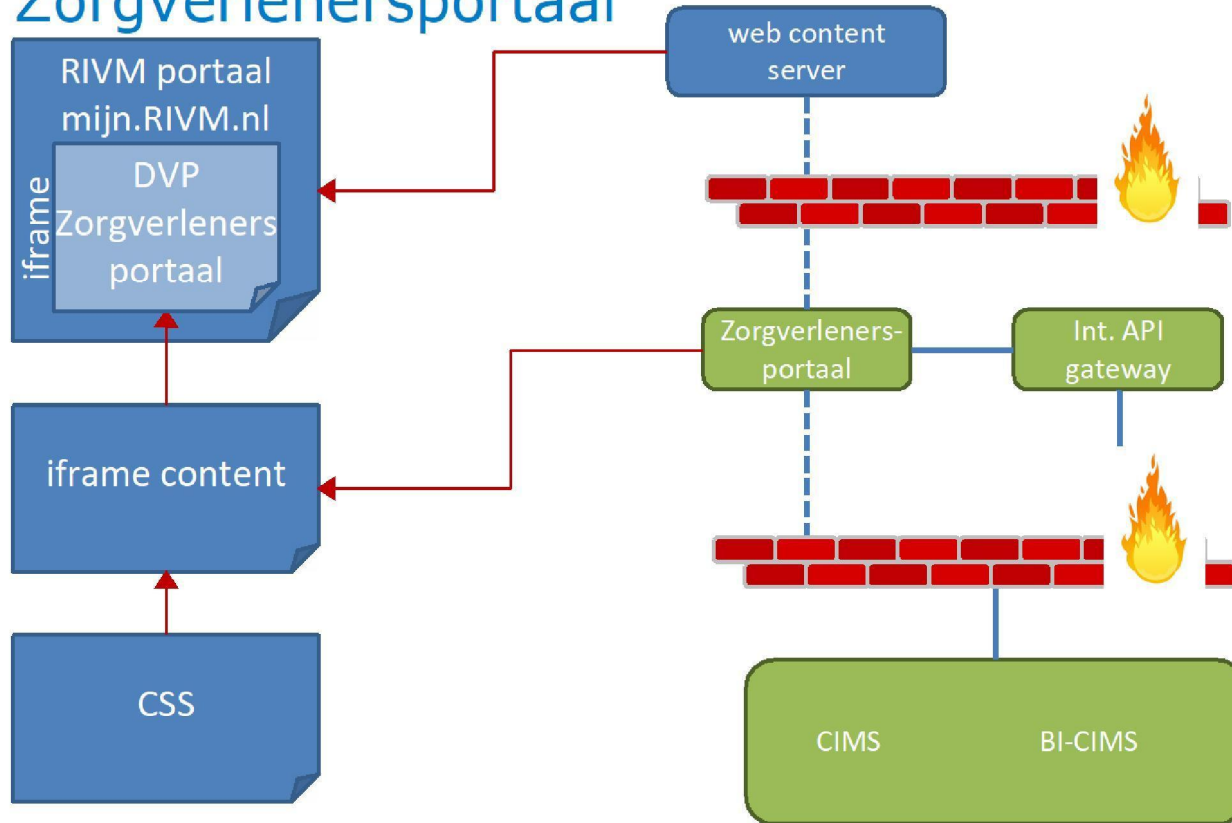 Zorgverlenersportaal
RIVM portaal
mijn.RIVM.nl
iframe
DVP
Zorgverleners
portaal
iframe content
CSS
web content
server
Zorgverleners-
portaal
Int. API
gateway
CIMS
BI-CIMS